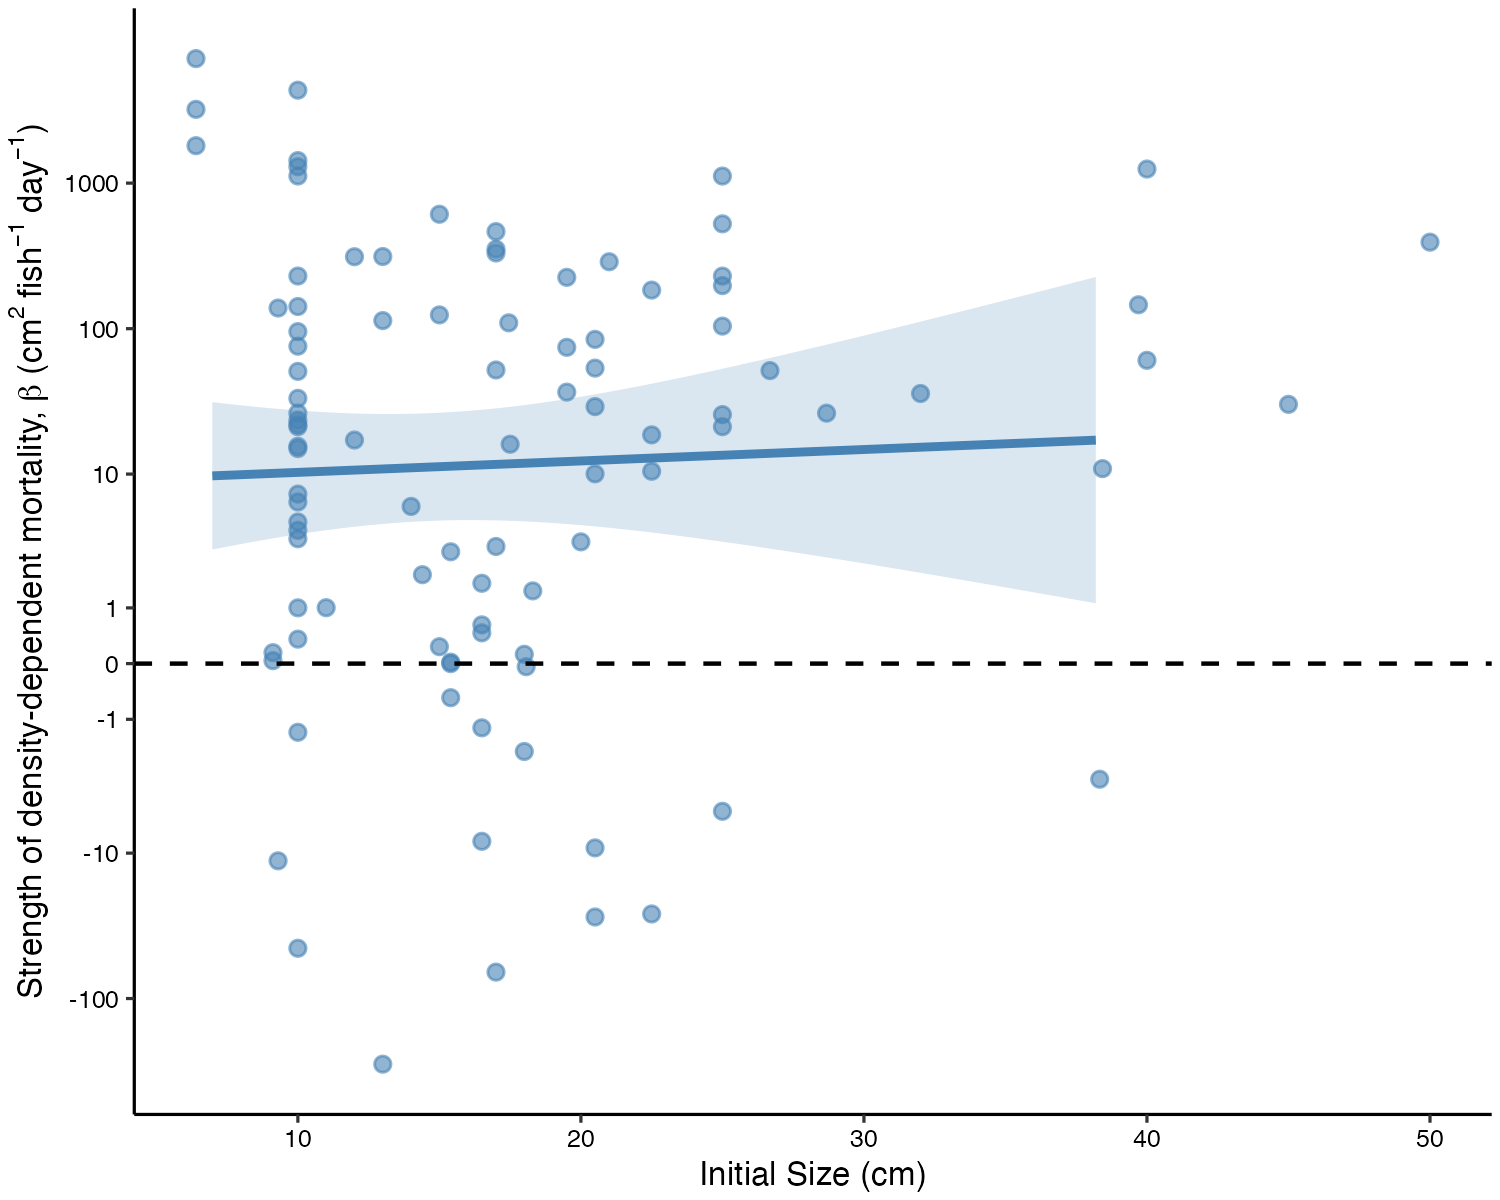 Strength of density-dependent mortality, β (cm² fish⁻¹ day⁻¹)
1000
100
10
1
0
-1
-10
-100
10 20 30 40 50
Initial Size (cm)